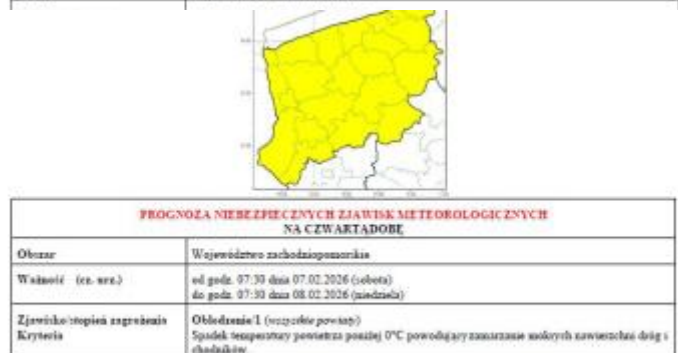 PROGNOZA NIEBEZPIECZNYCH ZJAWISK METEOROLOGICZNYCH
NA CZWARTĄDOBĘ
Obszar
Województwo zachodniopomorskie
Ważność (cz. urz.)
od godz. 07:30 dnia 07.02.2026 (sobota)
do godz. 07:30 dnia 08.02.2026 (niedziela)
Zjawisko/stopień zagrożenia
Kryteria
Oblodzenie/1 (wszystkie powiaty)
Spadek temperatury powietrza poniżej 0°C powodujący zamarzanie mokrych nawierzchni dróg i
chodników